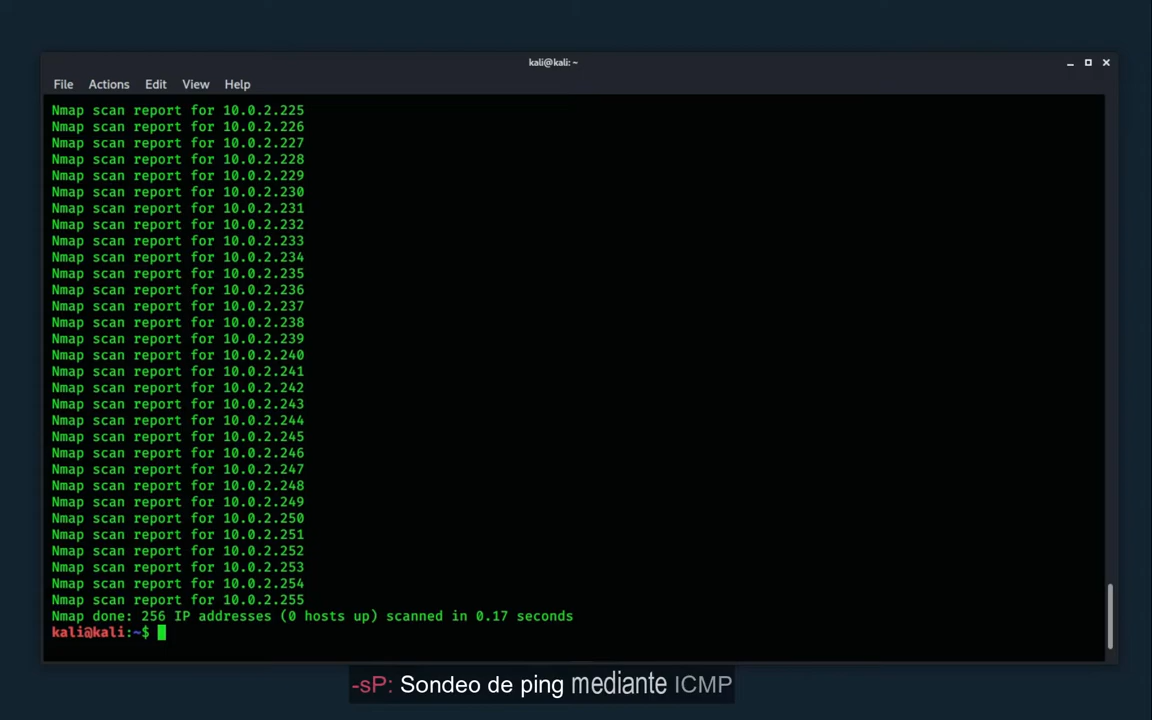 kali@kali: ~
File Actions Edit View Help
Nmap scan report for 10.0.2.225
Nmap scan report for 10.0.2.226
Nmap scan report for 10.0.2.227
Nmap scan report for 10.0.2.228
Nmap scan report for 10.0.2.229
Nmap scan report for 10.0.2.230
Nmap scan report for 10.0.2.231
Nmap scan report for 10.0.2.232
Nmap scan report for 10.0.2.233
Nmap scan report for 10.0.2.234
Nmap scan report for 10.0.2.235
Nmap scan report for 10.0.2.236
Nmap scan report for 10.0.2.237
Nmap scan report for 10.0.2.238
Nmap scan report for 10.0.2.239
Nmap scan report for 10.0.2.240
Nmap scan report for 10.0.2.241
Nmap scan report for 10.0.2.242
Nmap scan report for 10.0.2.243
Nmap scan report for 10.0.2.244
Nmap scan report for 10.0.2.245
Nmap scan report for 10.0.2.246
Nmap scan report for 10.0.2.247
Nmap scan report for 10.0.2.248
Nmap scan report for 10.0.2.249
Nmap scan report for 10.0.2.250
Nmap scan report for 10.0.2.251
Nmap scan report for 10.0.2.252
Nmap scan report for 10.0.2.253
Nmap scan report for 10.0.2.254
Nmap scan report for 10.0.2.255
Nmap done: 256 IP addresses (0 hosts up) scanned in 0.17 seconds
kali@kali:~$
-sP: Sondeo de ping mediante ICMP